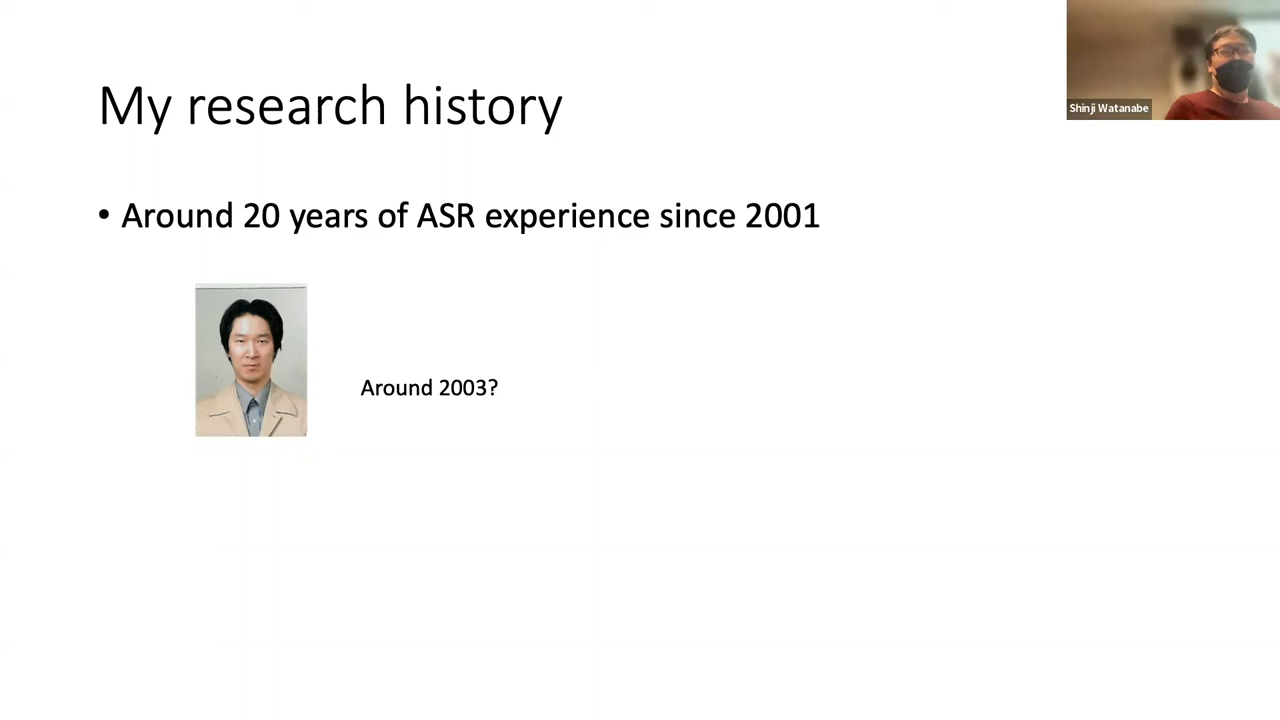 My research history
Shinji Watanabe
• Around 20 years of ASR experience since 2001
Around 2003?